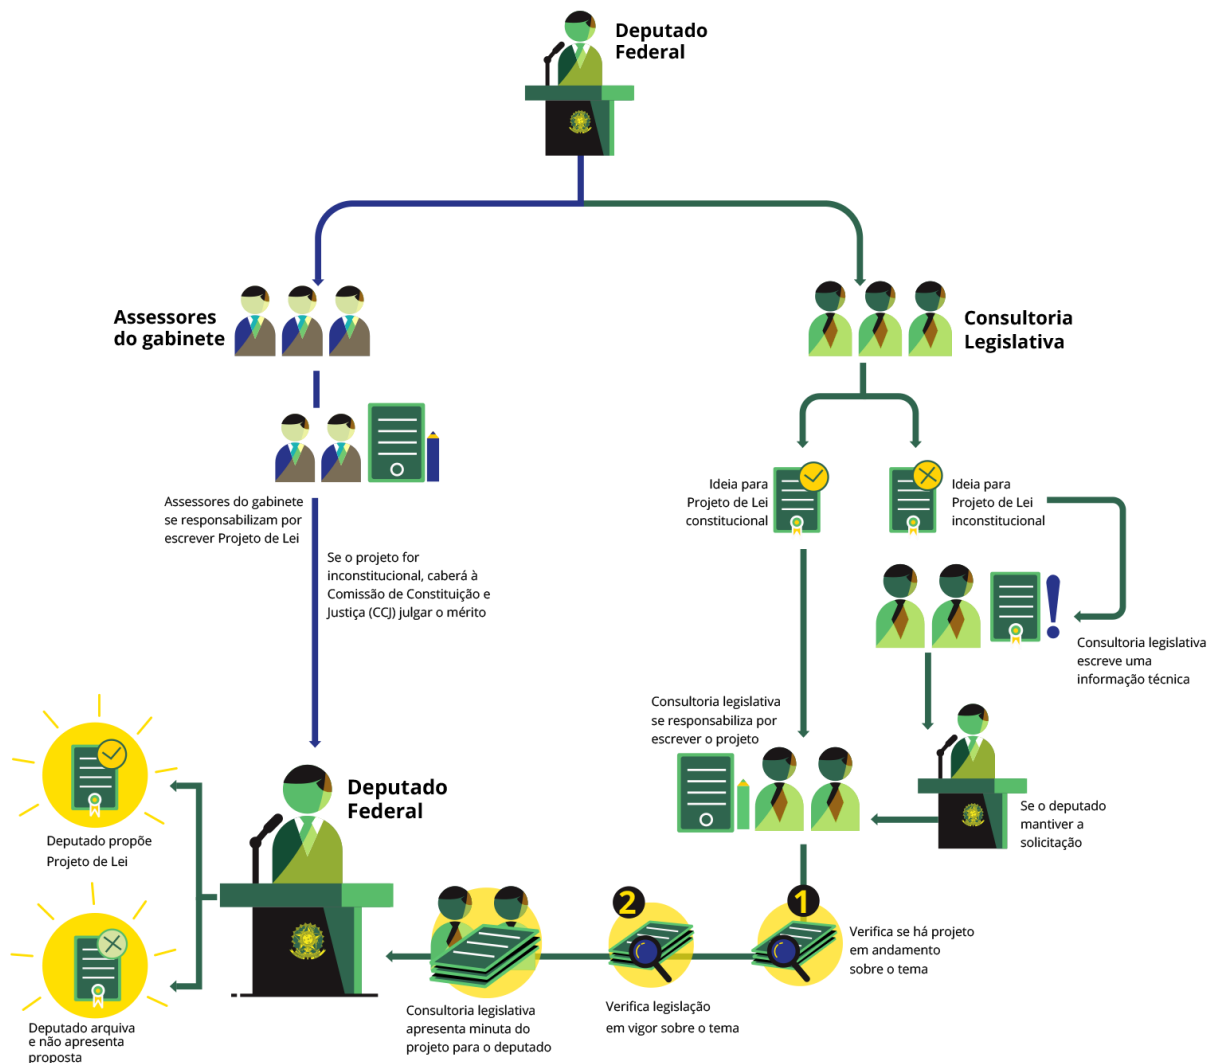 Deputado
Federal
Assessores
do gabinete
Consultoria
Legislativa
Assessores do gabinete
se responsabilizam por
escrever Projeto de Lei
Ideia para
Projeto de Lei
constitucional
Ideia para
Projeto de Lei
inconstitucional
Se o projeto for
inconstitucional, caberá à
Comissão de Constituição e
Justiça (CCJ) julgar o mérito
Consultoria legislativa
escreve uma
informação técnica
Consultoria legislativa
se responsabiliza por
escrever o projeto
Se o deputado
mantiver a
solicitação
Deputado
Federal
Deputado propõe
Projeto de Lei
Deputado arquiva
e não apresenta
proposta
1
Verifica se há projeto
em andamento
sobre o tema
2
Verifica legislação
em vigor sobre o tema
Consultoria legislativa
apresenta minuta do
projeto para o deputado